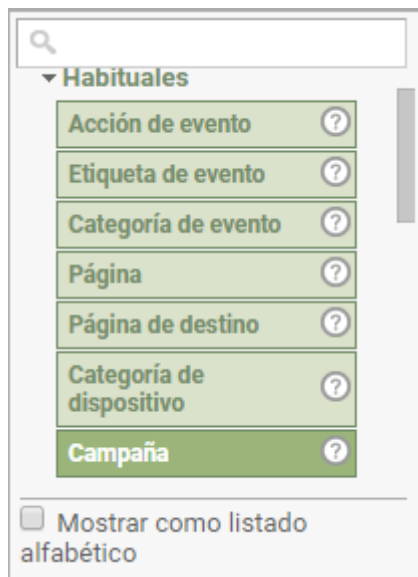 Habituales
Acción de evento
Etiqueta de evento
Categoría de evento
Página
Página de destino
Categoría de
dispositivo
Campaña
Mostrar como listado
alfabético